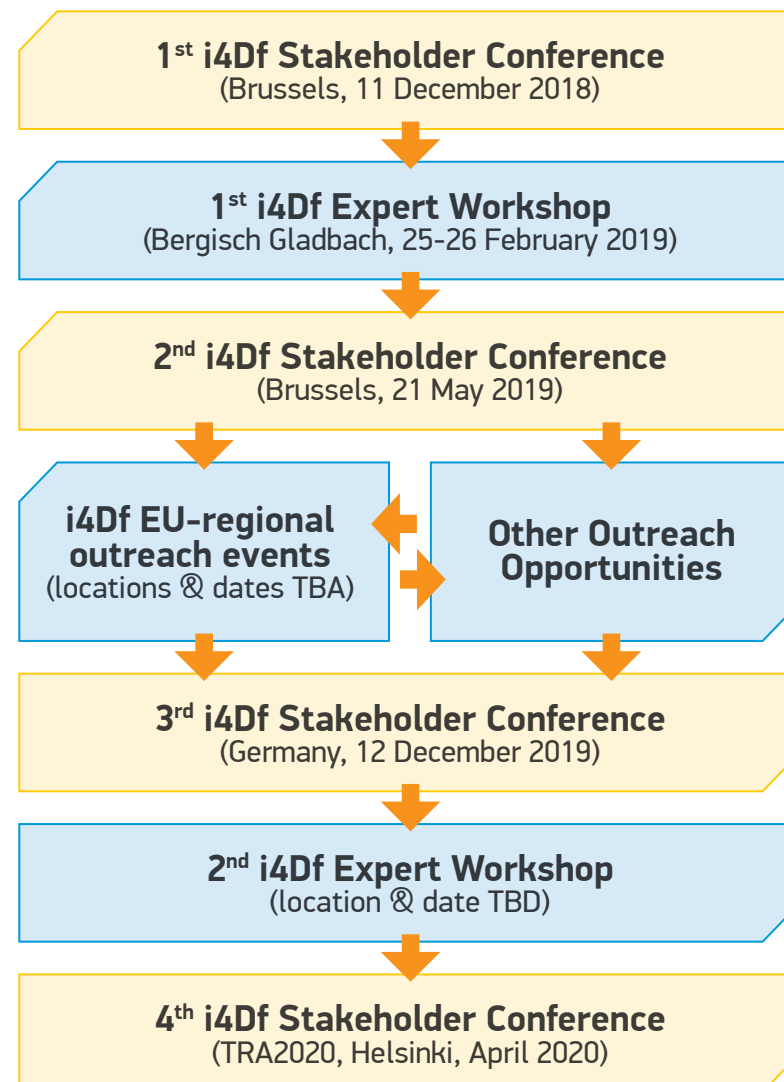 1st i4Df Stakeholder Conference
(Brussels, 11 December 2018)
1st i4Df Expert Workshop
(Bergisch Gladbach, 25-26 February 2019)
2nd i4Df Stakeholder Conference
(Brussels, 21 May 2019)
i4Df EU-regional
outreach events
(locations & dates TBA)
Other Outreach
Opportunities
3rd i4Df Stakeholder Conference
(Germany, 12 December 2019)
2nd i4Df Expert Workshop
(location & date TBD)
4th i4Df Stakeholder Conference
(TRA2020, Helsinki, April 2020)